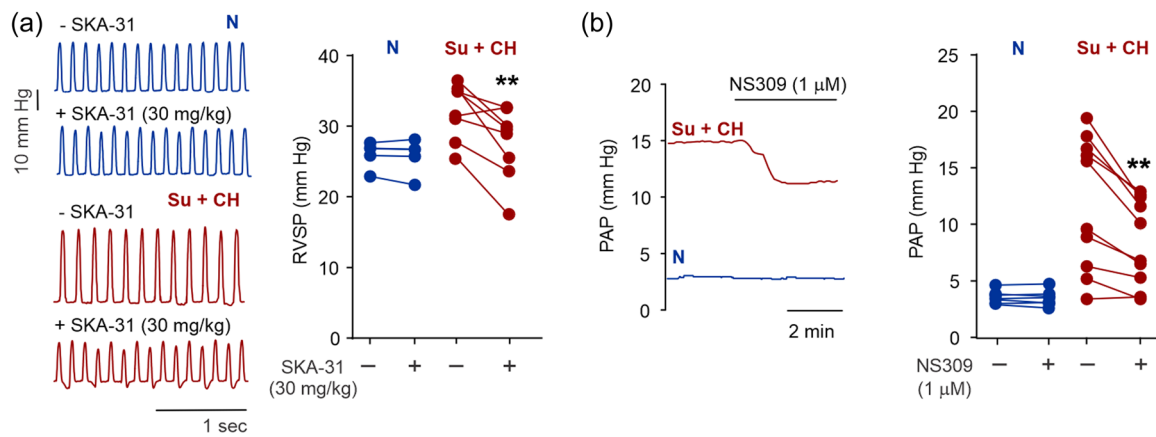 (a)
- SKA-31
N
10 mm Hg
+ SKA-31 (30 mg/kg)
Su + CH
- SKA-31
+ SKA-31 (30 mg/kg)
1 sec
N
Su + CH
**
40
30
20
10
0
RVSP (mm Hg)
SKA-31
(30 mg/kg)
− + − +
(b)
NS309 (1 μM)
Su + CH
N
20
15
10
5
0
PAP (mm Hg)
2 min
N
Su + CH
**
25
20
15
10
5
0
PAP (mm Hg)
NS309
(1 μM)
− + − +